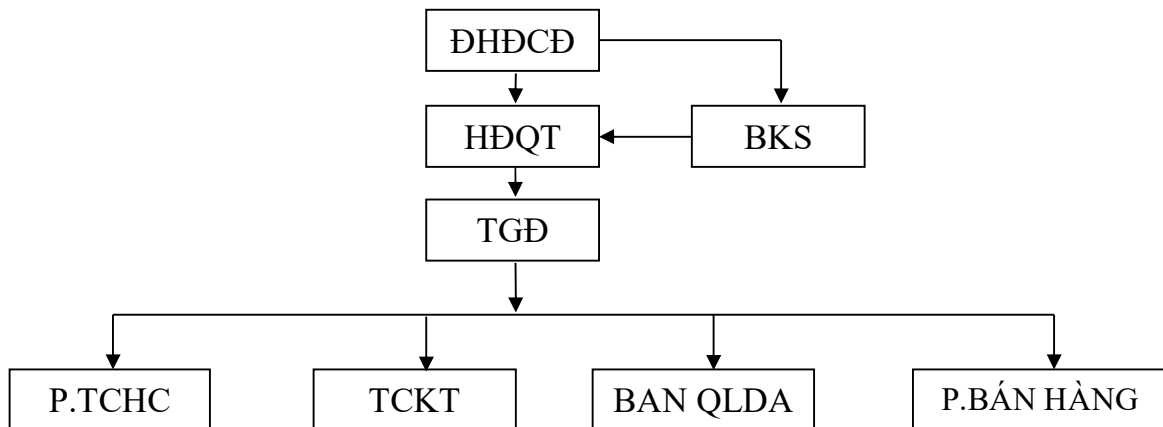 ĐHĐCĐ
HĐQT
BKS
TGĐ
P.TCHC
TCKT
BAN QLDA
P.BÁN HÀNG